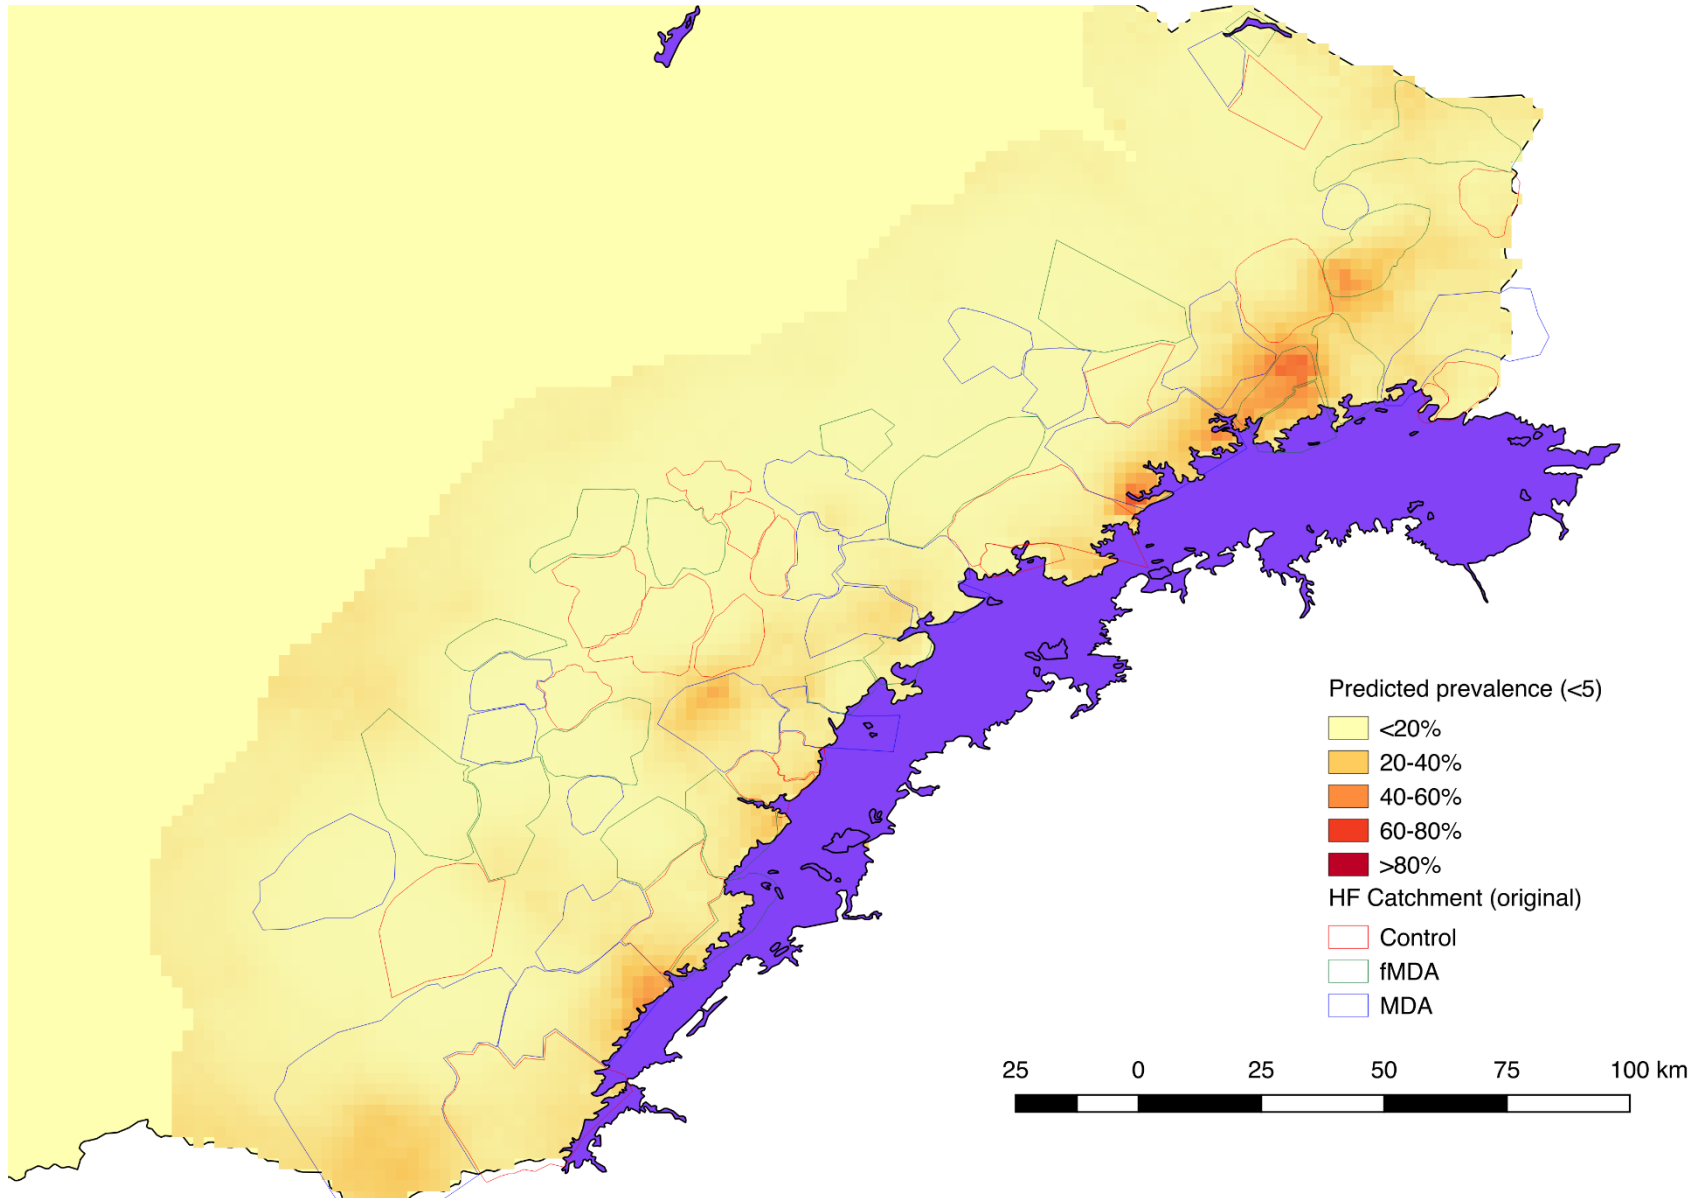 Predicted prevalence (<5)
<20%
20-40%
40-60%
60-80%
>80%
HF Catchment (original)
Control
fMDA
MDA
25 0 25 50 75 100 km